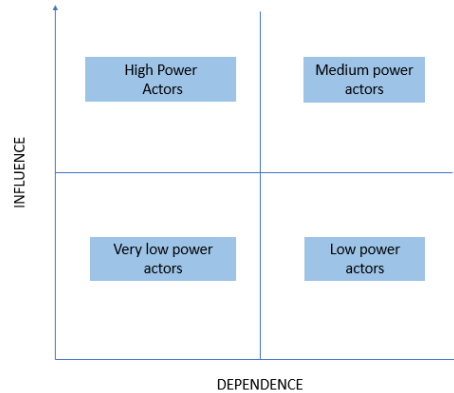 High Power
Actors
Medium power
actors
INFLUENCE
Very low power
actors
Low power
actors
DEPENDENCE